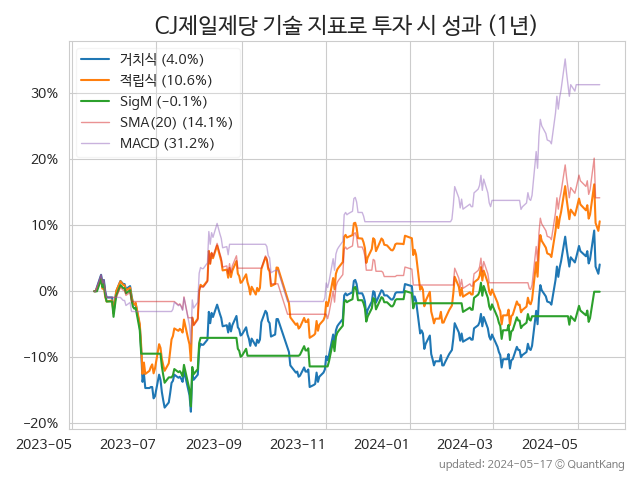 CJ제일제당 기술 지표로 투자 시 성과 (1년)
거치식 (4.0%)
적립식 (10.6%)
SigM (−0.1%)
SMA(20) (14.1%)
MACD (31.2%)
30%
20%
10%
0%
−10%
−20%
2023−05 2023−07 2023−09 2023−11 2024−01 2024−03 2024−05
updated: 2024−05−17 © QuantKang